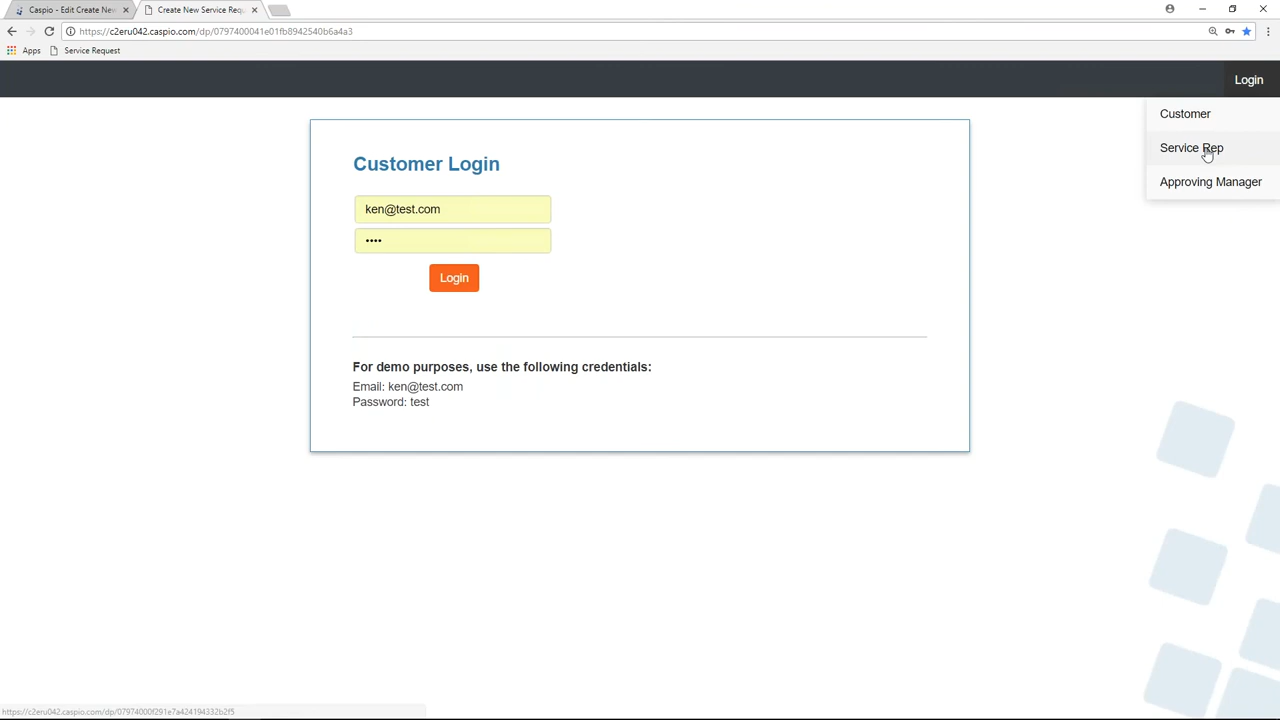 Caspio - Edit Create New
Create New Service Requ
https://c2eru042.caspio.com/dp/0797400041e01fb8942540b6a4a3
Apps
Service Request
Login
Customer
Service Rep
Approving Manager
Customer Login
ken@test.com
••••
Login
For demo purposes, use the following credentials:
Email: ken@test.com
Password: test
https://c2eru042.caspio.com/dp/07974000f291e7a424194332b2f5